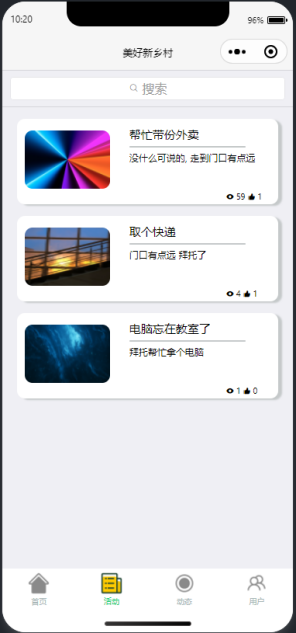 10:20
96%
美好新乡村
搜索
帮忙带份外卖
没什么可说的, 走到门口有点远
59 1
取个快递
门口有点远 拜托了
4 1
电脑忘在教室了
拜托帮忙拿个电脑
1 0
首页 活动 动态 用户